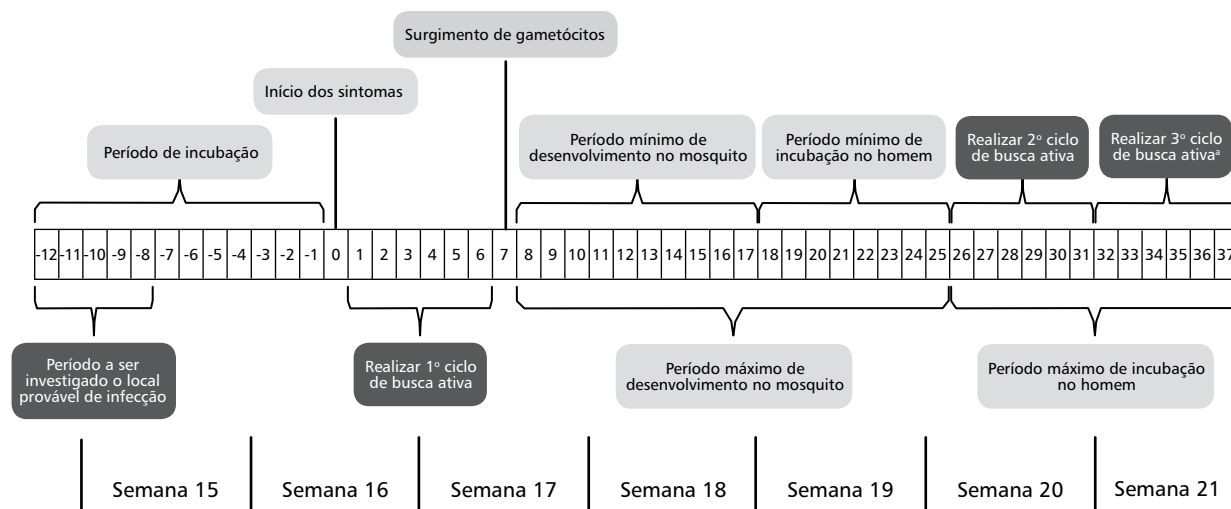 Surgimento de gametócitos
Início dos sintomas
Período de incubação
Período mínimo de
desenvolvimento no mosquito
Período mínimo de
incubação no homem
Realizar 2º ciclo
de busca ativa
Realizar 3º ciclo
de busca ativaª
-12 -11 -10 -9 -8 -7 -6 -5 -4 -3 -2 -1 0 1 2 3 4 5 6 7 8 9 10 11 12 13 14 15 16 17 18 19 20 21 22 23 24 25 26 27 28 29 30 31 32 33 34 35 36 37
Período a ser
investigado o local
provável de infecção
Realizar 1º ciclo
de busca ativa
Período máximo de
desenvolvimento no mosquito
Período máximo de incubação
no homem
Semana 15 Semana 16 Semana 17 Semana 18 Semana 19 Semana 20 Semana 21